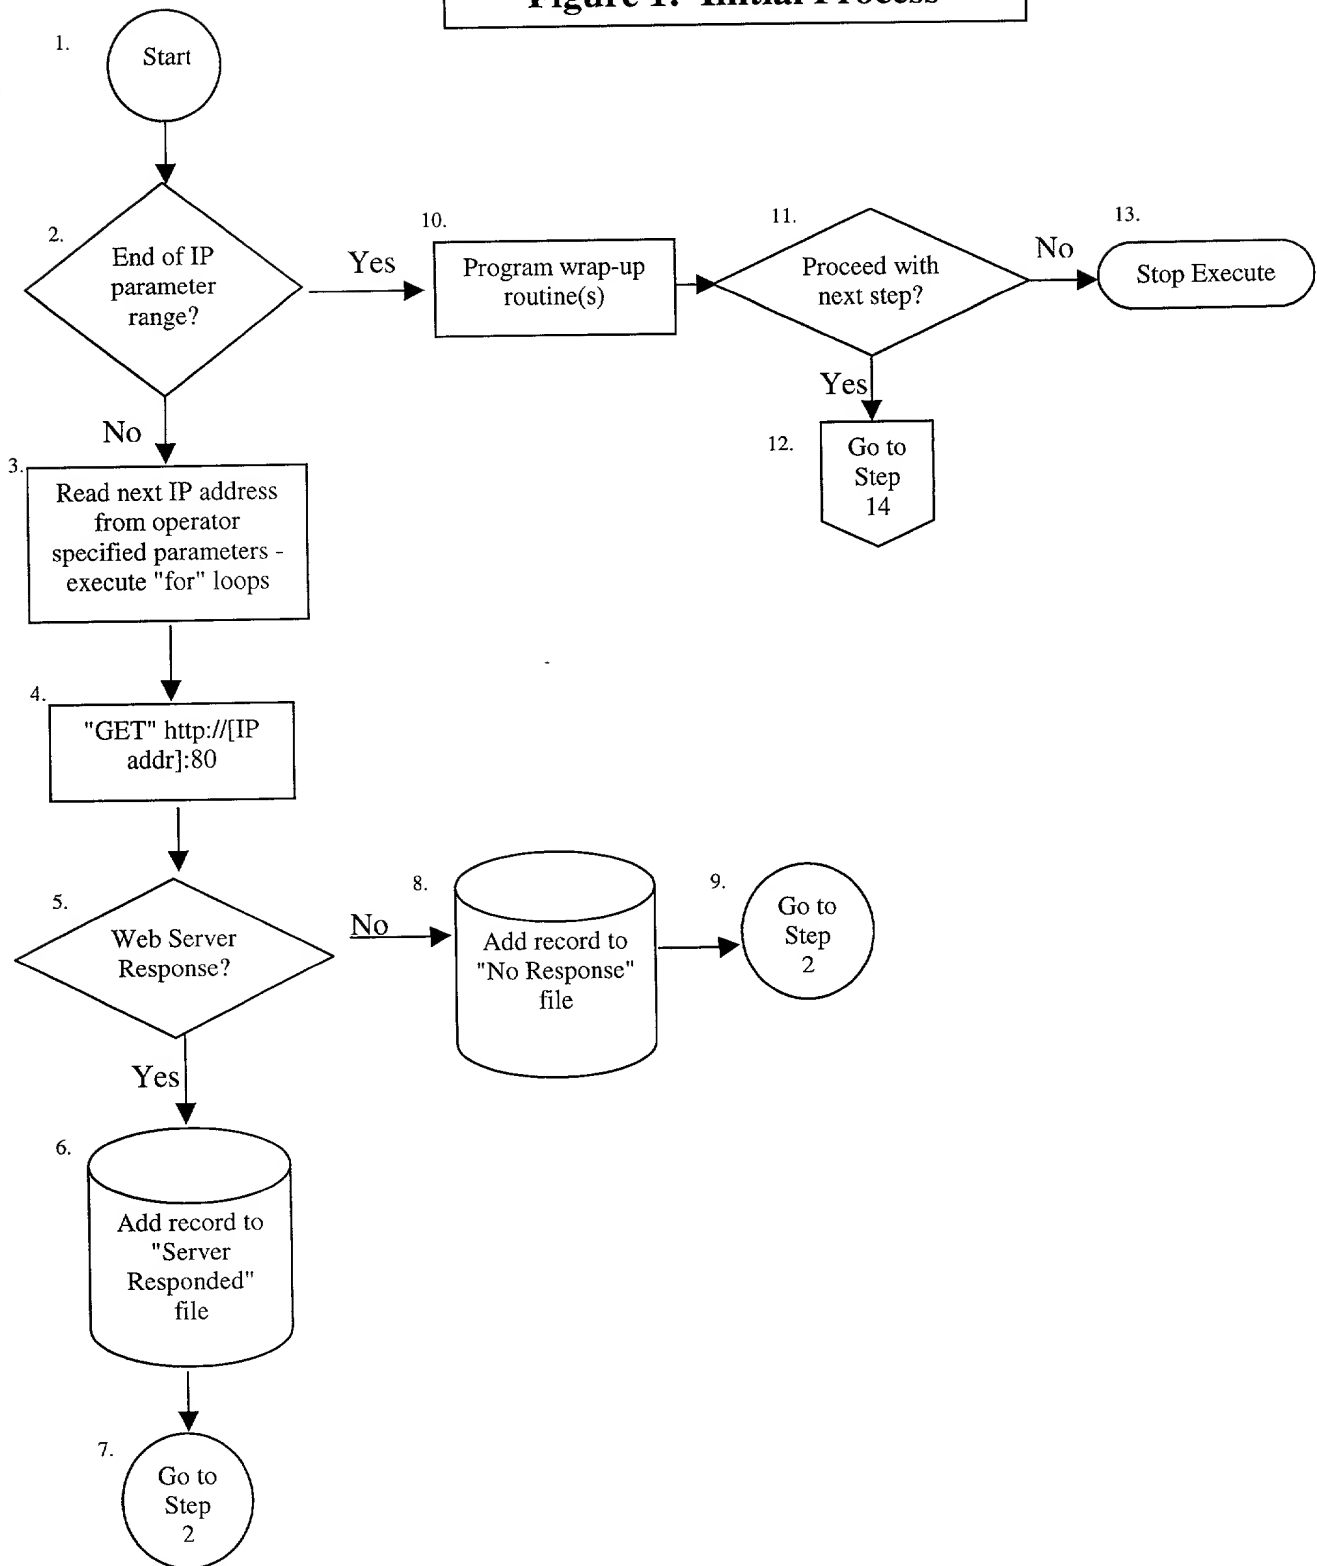 Figure 1: Initial Process
1.
Start
2.
End of IP
parameter
range?
Yes
10.
Program wrap-up
routine(s)
11.
Proceed with
next step?
No
13.
Stop Execute
Yes
12.
Go to
Step
14
No
3.
Read next IP address
from operator
specified parameters -
execute "for" loops
4.
"GET" http://[IP
addr]:80
5.
Web Server
Response?
No
8.
Add record to
"No Response"
file
9.
Go to
Step
2
Yes
6.
Add record to
"Server
Responded"
file
7.
Go to
Step
2